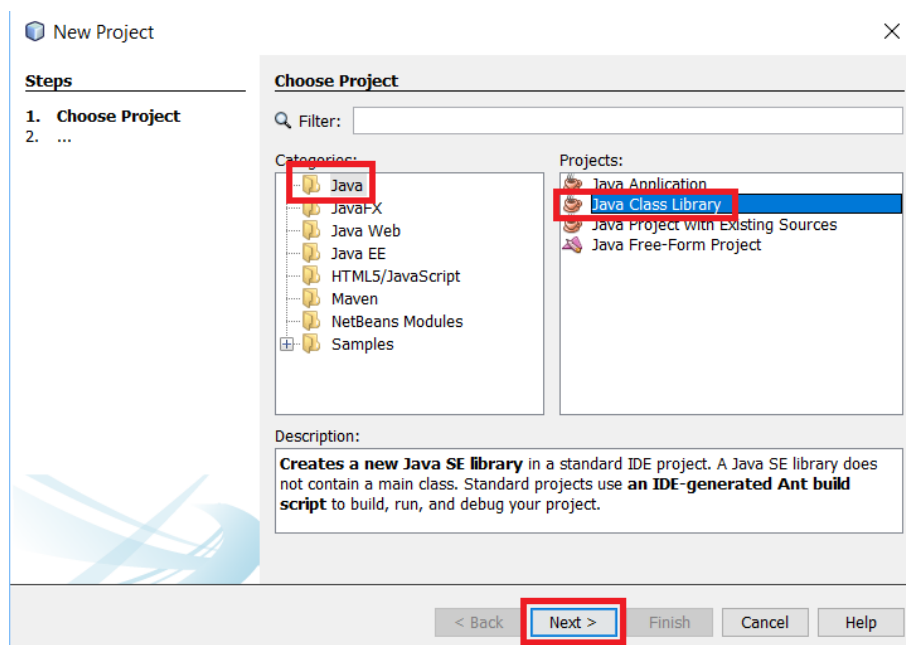 New Project
Steps
1. Choose Project
2. ...
Choose Project
Filter:
Categories:
Java
JavaFX
Java Web
Java EE
HTML5/JavaScript
Maven
NetBeans Modules
Samples
Projects:
Java Application
Java Class Library
Java Project with Existing Sources
Java Free-Form Project
Description:
Creates a new Java SE library in a standard IDE project. A Java SE library does
not contain a main class. Standard projects use an IDE-generated Ant build
script to build, run, and debug your project.
< Back
Next >
Finish
Cancel
Help